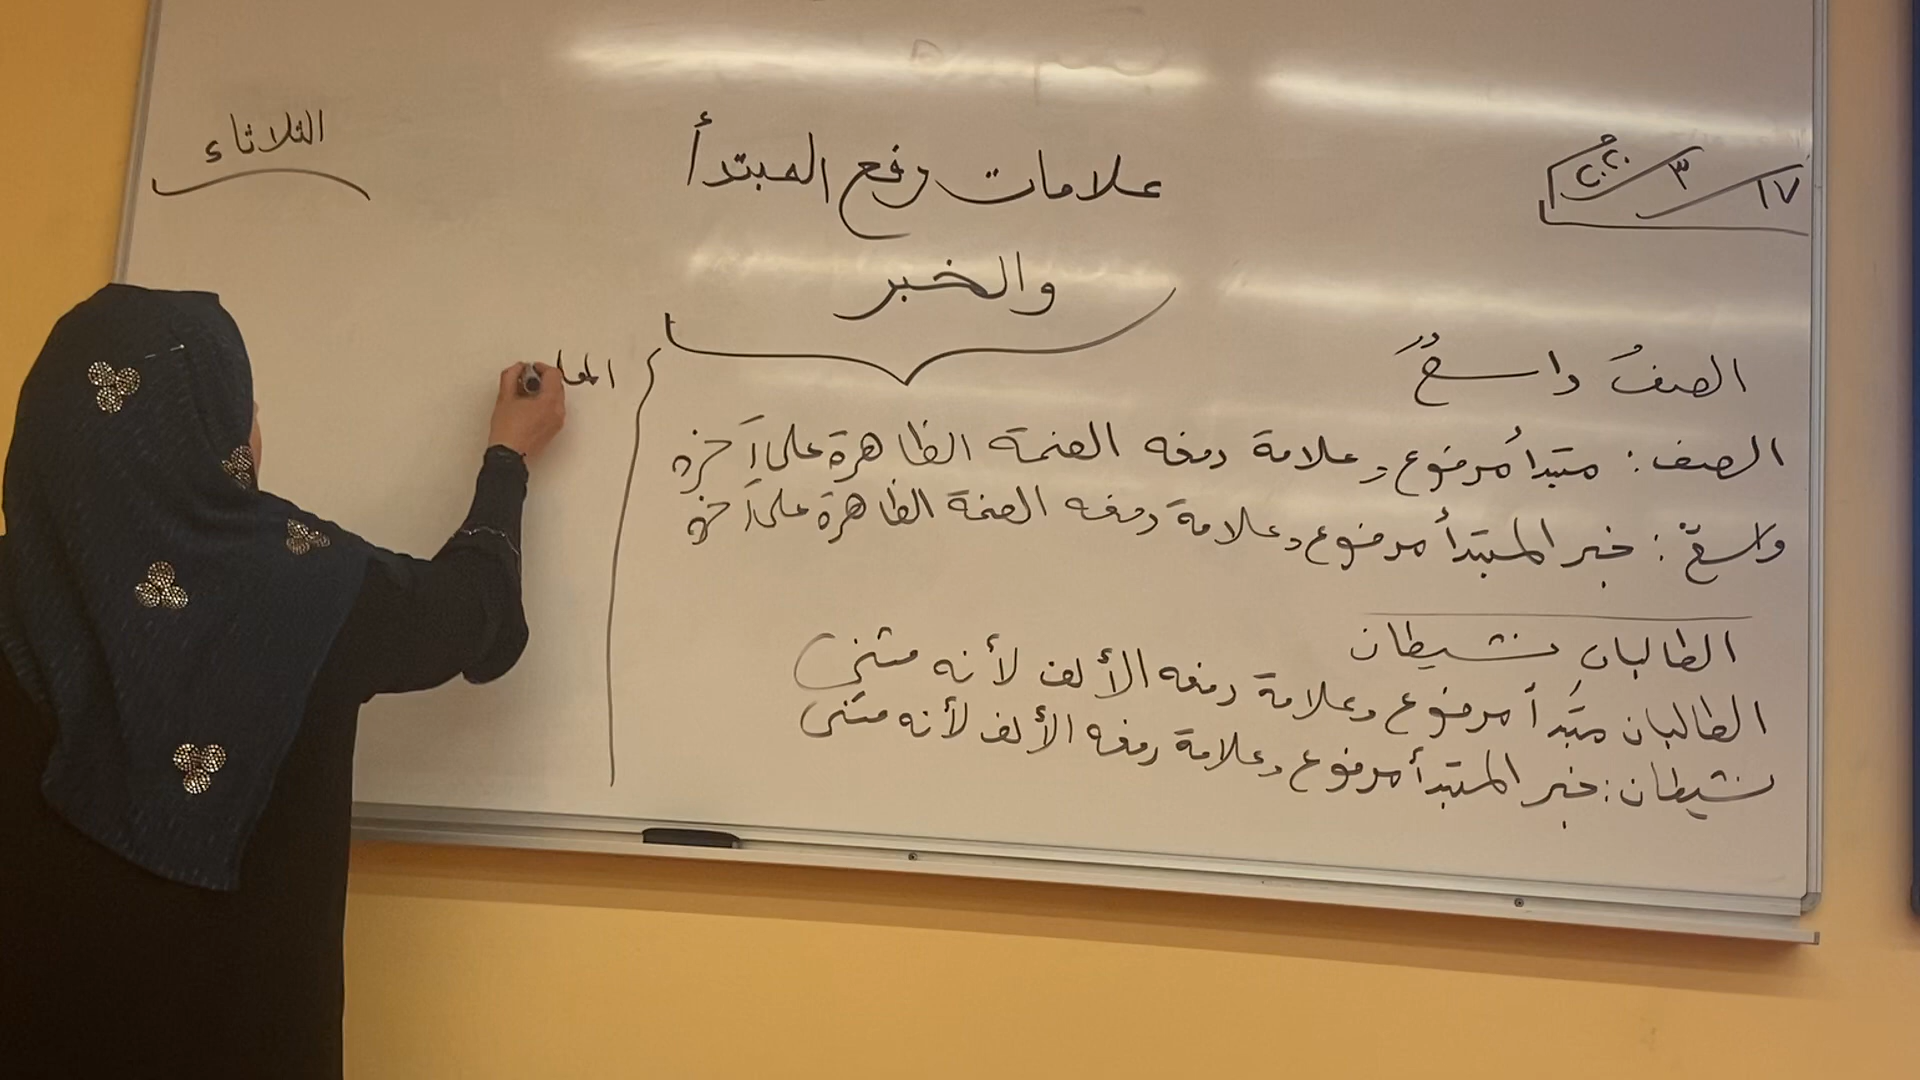 ١٧/٣/٢٠٢٠م
الثلاثاء
علامات رفع المبتدأ
والخبر
الصفُ واسعٌ
الصف: مبتدأ مرفوع وعلامة رفعه الضمة الظاهرة على آخره
واسعٌ: خبر المبتدأ مرفوع وعلامة رفعه الضمة الظاهرة على آخره
الطالبان نشيطان
الطالبان مبتدأ مرفوع وعلامة رفعه الألف لأنه مثنى
نشيطان: خبر المبتدأ مرفوع وعلامة رفعه الألف لأنه مثنى